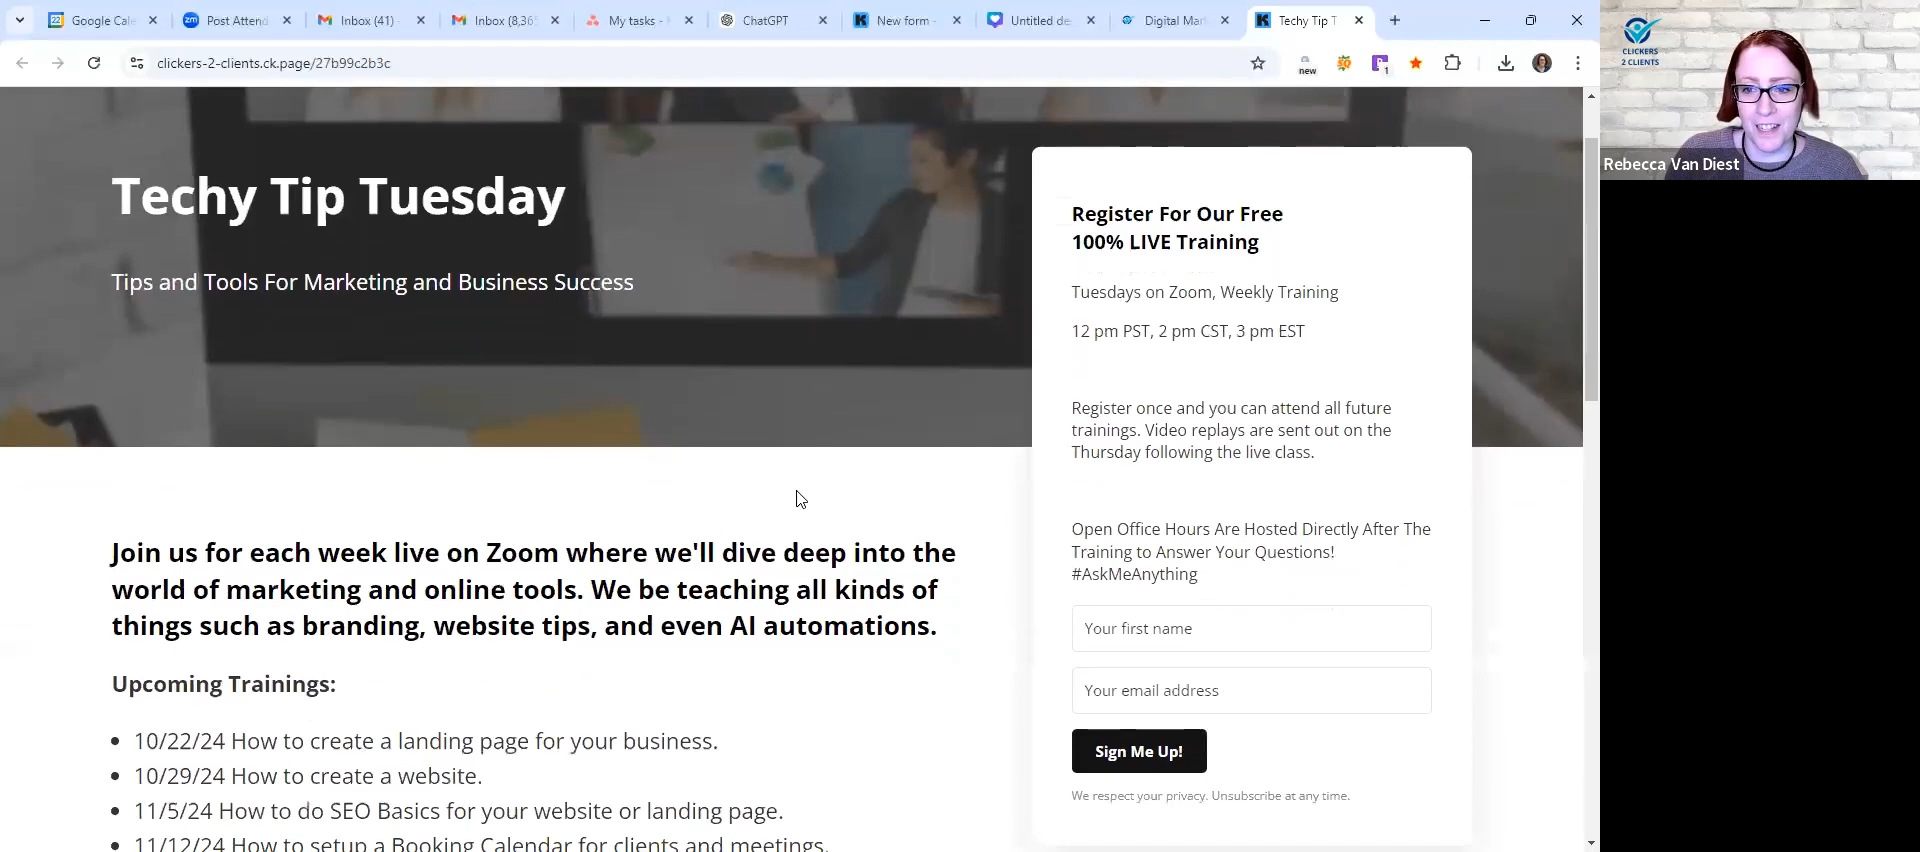 Google Cale
Post Attend
Inbox (41) -
Inbox (8,365
My tasks -
ChatGPT
New form -
Untitled de
Digital Mar
Techy Tip T
clickers-2-clients.ck.page/27b99c2b3c
new
1
CLICKERS
2 CLIENTS
Rebecca Van Diest
Techy Tip Tuesday
Tips and Tools For Marketing and Business Success
Register For Our Free
100% LIVE Training
Tuesdays on Zoom, Weekly Training
12 pm PST, 2 pm CST, 3 pm EST
Register once and you can attend all future
trainings. Video replays are sent out on the
Thursday following the live class.
Open Office Hours Are Hosted Directly After The
Training to Answer Your Questions!
#AskMeAnything
Your first name
Your email address
Sign Me Up!
We respect your privacy. Unsubscribe at any time.
Join us for each week live on Zoom where we'll dive deep into the
world of marketing and online tools. We be teaching all kinds of
things such as branding, website tips, and even AI automations.
Upcoming Trainings:
• 10/22/24 How to create a landing page for your business.
• 10/29/24 How to create a website.
• 11/5/24 How to do SEO Basics for your website or landing page.
• 11/12/24 How to setup a Booking Calendar for clients and meetings.